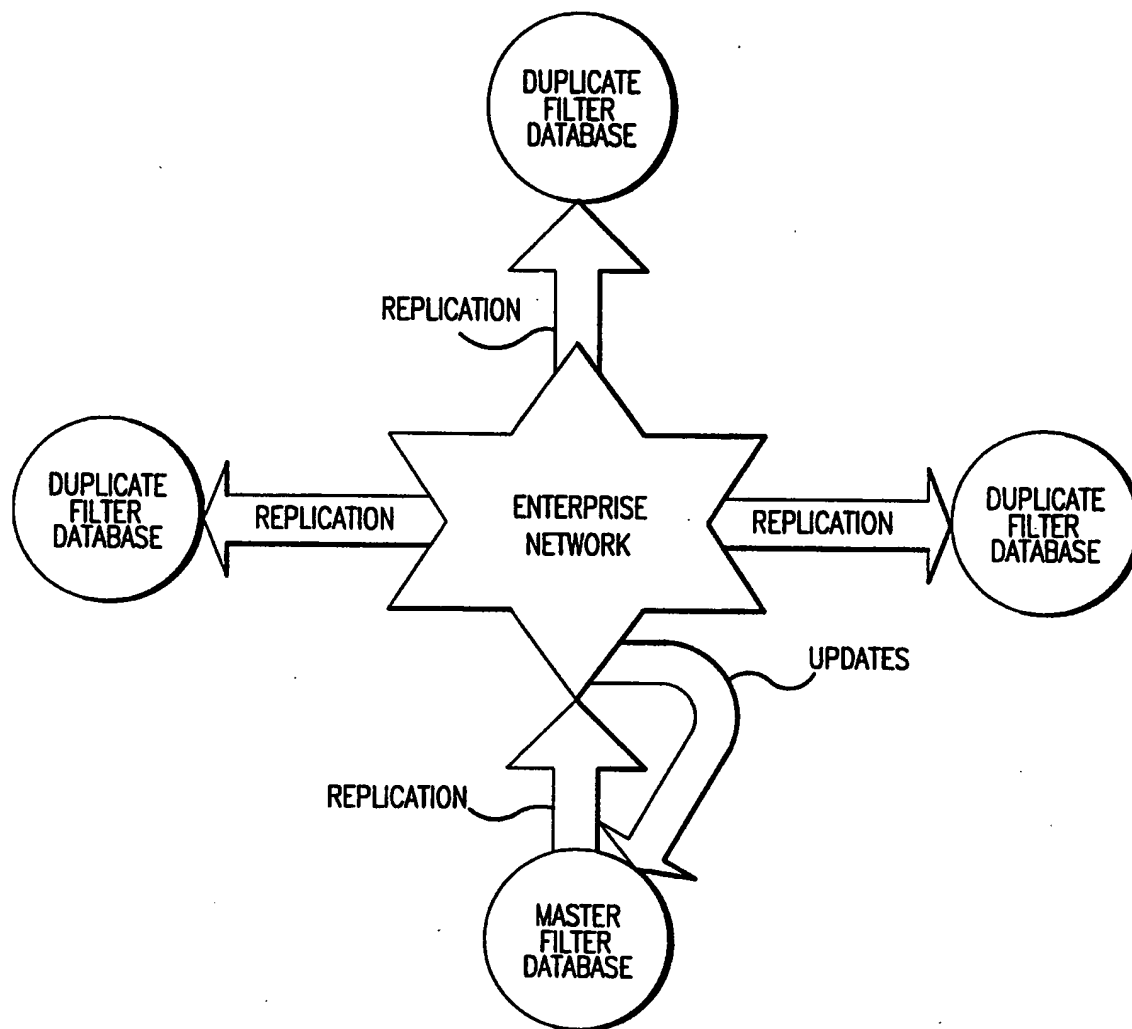 DUPLICATE
FILTER
DATABASE
REPLICATION
DUPLICATE
FILTER
DATABASE
REPLICATION
ENTERPRISE
NETWORK
REPLICATION
DUPLICATE
FILTER
DATABASE
UPDATES
REPLICATION
MASTER
FILTER
DATABASE